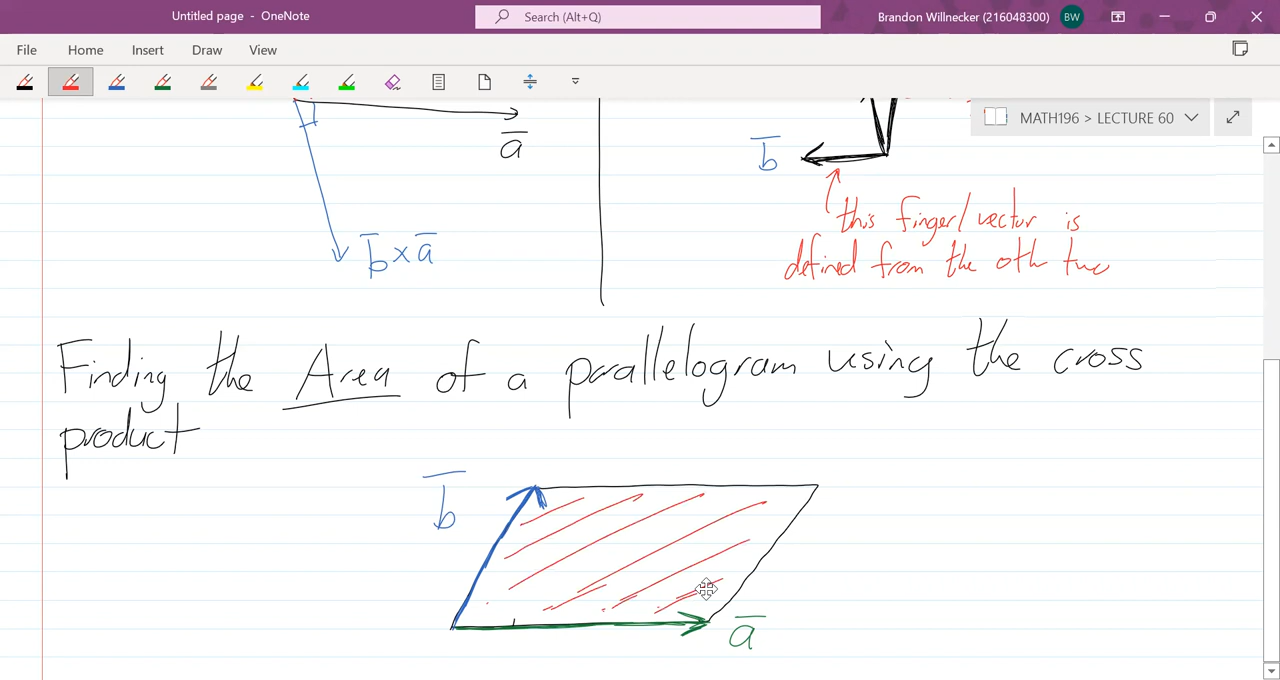 Untitled page - OneNote
Search (Alt+Q)
Brandon Willnecker (216048300)
BW
File Home Insert Draw View
MATH196 > LECTURE 60
a̅
b̅
b̅ × a̅
this finger/vector is
defined from the oth two
Finding the Area of a parallelogram using the cross
product
b̅
a̅